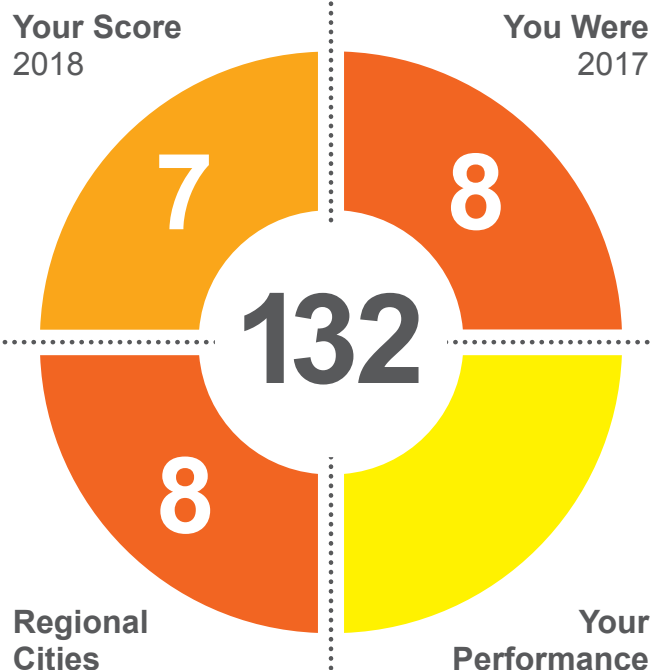 Your Score
2018
You Were
2017
7
8
132
8
Regional
Cities
Your
Performance